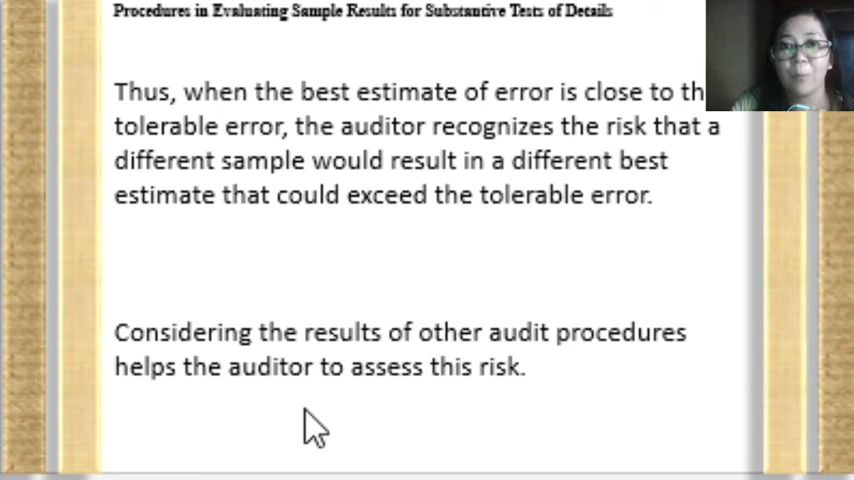 Procedures in Evaluating Sample Results for Substantive Tests of Details
Thus, when the best estimate of error is close to th
tolerable error, the auditor recognizes the risk that a
different sample would result in a different best
estimate that could exceed the tolerable error.
Considering the results of other audit procedures
helps the auditor to assess this risk.